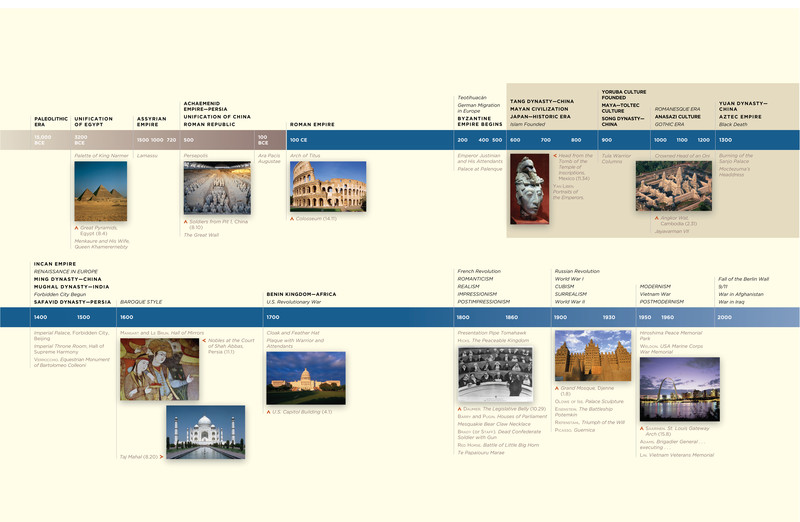 PALEOLITHIC
ERA
UNIFICATION
OF EGYPT
ASSYRIAN
EMPIRE
ACHAEMENID
EMPIRE—PERSIA
UNIFICATION OF CHINA
ROMAN REPUBLIC
ROMAN EMPIRE
Teotihuacán
German Migration
in Europe
BYZANTINE
EMPIRE BEGINS
TANG DYNASTY—CHINA
MAYAN CIVILIZATION
JAPAN—HISTORIC ERA
Islam Founded
YORUBA CULTURE
FOUNDED
MAYA—TOLTEC
CULTURE
SONG DYNASTY—
CHINA
ROMANESQUE ERA
ANASAZI CULTURE
GOTHIC ERA
YUAN DYNASTY—
CHINA
AZTEC EMPIRE
Black Death
15,000
BCE
3200
BCE
1500 1000 720
500
100
BCE
100 CE
200 400 500
600 700 800
900
1000 1100 1200
1300
Palette of King Narmer
Great Pyramids,
Egypt (8.4)
Menkaure and His Wife,
Queen Khamerernebty
Lamassu
Persepolis
Soldiers from Pit 1, China
(8.10)
The Great Wall
Ara Pacis
Augustae
Arch of Titus
Colosseum (14.11)
Emperor Justinian
and His Attendants
Palace at Palenque
Head from the
Tomb of the
Temple of
Inscriptions,
Mexico (11.34)
Yan Liben,
Portraits of
the Emperors
Tula Warrior
Columns
Crowned Head of an Oni
Angkor Wat,
Cambodia (2.31)
Jayavarman VII
Burning of the
Sanjo Palace
Moctezuma's
Headdress
INCAN EMPIRE
RENAISSANCE IN EUROPE
MING DYNASTY—CHINA
MUGHAL DYNASTY—INDIA
Forbidden City Begun
SAFAVID DYNASTY—PERSIA
BAROQUE STYLE
BENIN KINGDOM—AFRICA
U.S. Revolutionary War
French Revolution
ROMANTICISM
REALISM
IMPRESSIONISM
POSTIMPRESSIONISM
Russian Revolution
World War I
CUBISM
SURREALISM
World War II
MODERNISM
Vietnam War
POSTMODERNISM
Fall of the Berlin Wall
9/11
War in Afghanistan
War in Iraq
1400 1500
1600
1700
1800 1860
1900 1930
1950 1960
2000
Imperial Palace, Forbidden City,
Beijing
Imperial Throne Room, Hall of
Supreme Harmony
Verrocchio, Equestrian Monument
of Bartolomeo Colleoni
Mansart and Le Brun, Hall of Mirrors
Nobles at the Court
of Shah Abbas,
Persia (11.1)
Taj Mahal (8.20)
Cloak and Feather Hat
Plaque with Warrior and
Attendants
U.S. Capitol Building (4.1)
Presentation Pipe Tomahawk
Hicks, The Peaceable Kingdom
Daumier, The Legislative Belly (10.29)
Barry and Pugin, Houses of Parliament
Mesquakie Bear Claw Necklace
Brady (or Staff), Dead Confederate
Soldier with Gun
Red Horse, Battle of Little Big Horn
Te Papaiouru Marae
Grand Mosque, Djenne
(1.8)
Olowe of Ise, Palace Sculpture
Eisenstein, The Battleship
Potemkin
Riefenstahl, Triumph of the Will
Picasso, Guernica
Hiroshima Peace Memorial
Park
Weldon, USA Marine Corps
War Memorial
Saarinen, St. Louis Gateway
Arch (15.8)
Adams, Brigadier General . . .
executing . . .
Lin, Vietnam Veterans Memorial